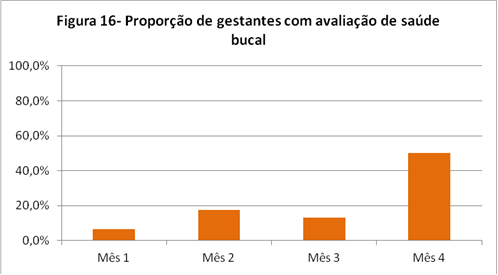 Figura 16- Proporção de gestantes com avaliação de saúde
bucal
100,0%
80,0%
60,0%
40,0%
20,0%
0,0%
Mês 1 Mês 2 Mês 3 Mês 4